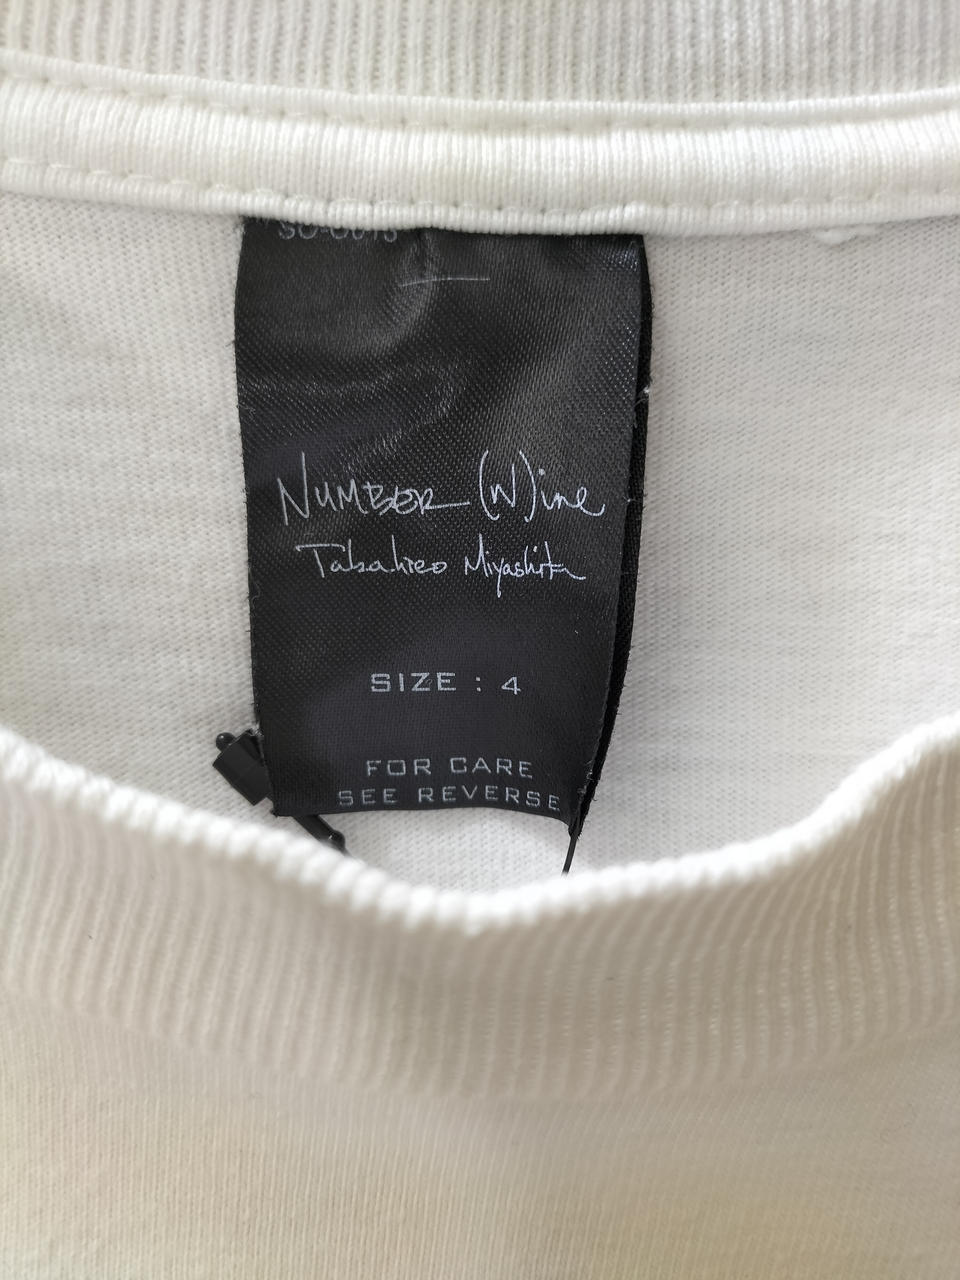 NUMBER (N)ine
Takahiro Miyashita
SIZE : 4
FOR CARE
SEE REVERSE